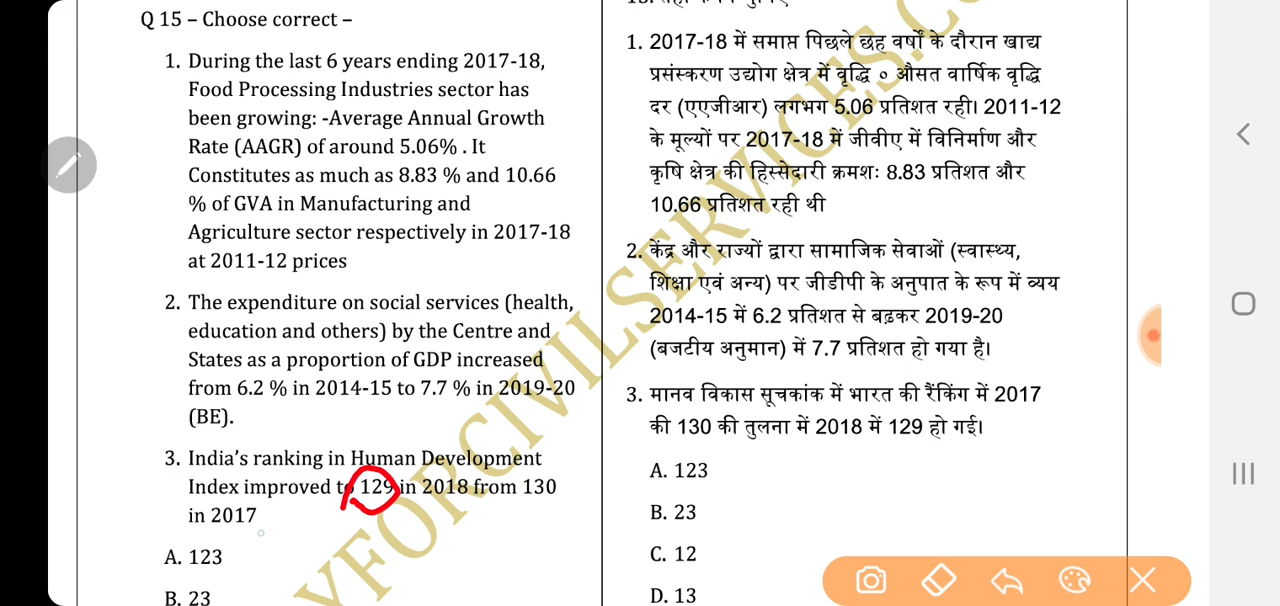 Q 15 – Choose correct –
1. During the last 6 years ending 2017-18,
Food Processing Industries sector has
been growing: -Average Annual Growth
Rate (AAGR) of around 5.06% . It
Constitutes as much as 8.83 % and 10.66
% of GVA in Manufacturing and
Agriculture sector respectively in 2017-18
at 2011-12 prices
2. The expenditure on social services (health,
education and others) by the Centre and
States as a proportion of GDP increased
from 6.2 % in 2014-15 to 7.7 % in 2019-20
(BE).
3. India's ranking in Human Development
Index improved to 129 in 2018 from 130
in 2017
A. 123
B. 23
1. 2017-18 में समाप्त पिछले छह वर्षों के दौरान खाद्य
प्रसंस्करण उद्योग क्षेत्र में वृद्धि ० औसत वार्षिक वृद्धि
दर (एएजीआर) लगभग 5.06 प्रतिशत रही। 2011-12
के मूल्यों पर 2017-18 में जीवीए में विनिर्माण और
कृषि क्षेत्र की हिस्सेदारी क्रमशः 8.83 प्रतिशत और
10.66 प्रतिशत रही थी
2. केंद्र और राज्यों द्वारा सामाजिक सेवाओं (स्वास्थ्य,
शिक्षा एवं अन्य) पर जीडीपी के अनुपात के रूप में व्यय
2014-15 में 6.2 प्रतिशत से बढ़कर 2019-20
(बजटीय अनुमान) में 7.7 प्रतिशत हो गया है।
3. मानव विकास सूचकांक में भारत की रैंकिंग में 2017
की 130 की तुलना में 2018 में 129 हो गई।
A. 123
B. 23
C. 12
D. 13
YFORCIVILSERVICES.CO